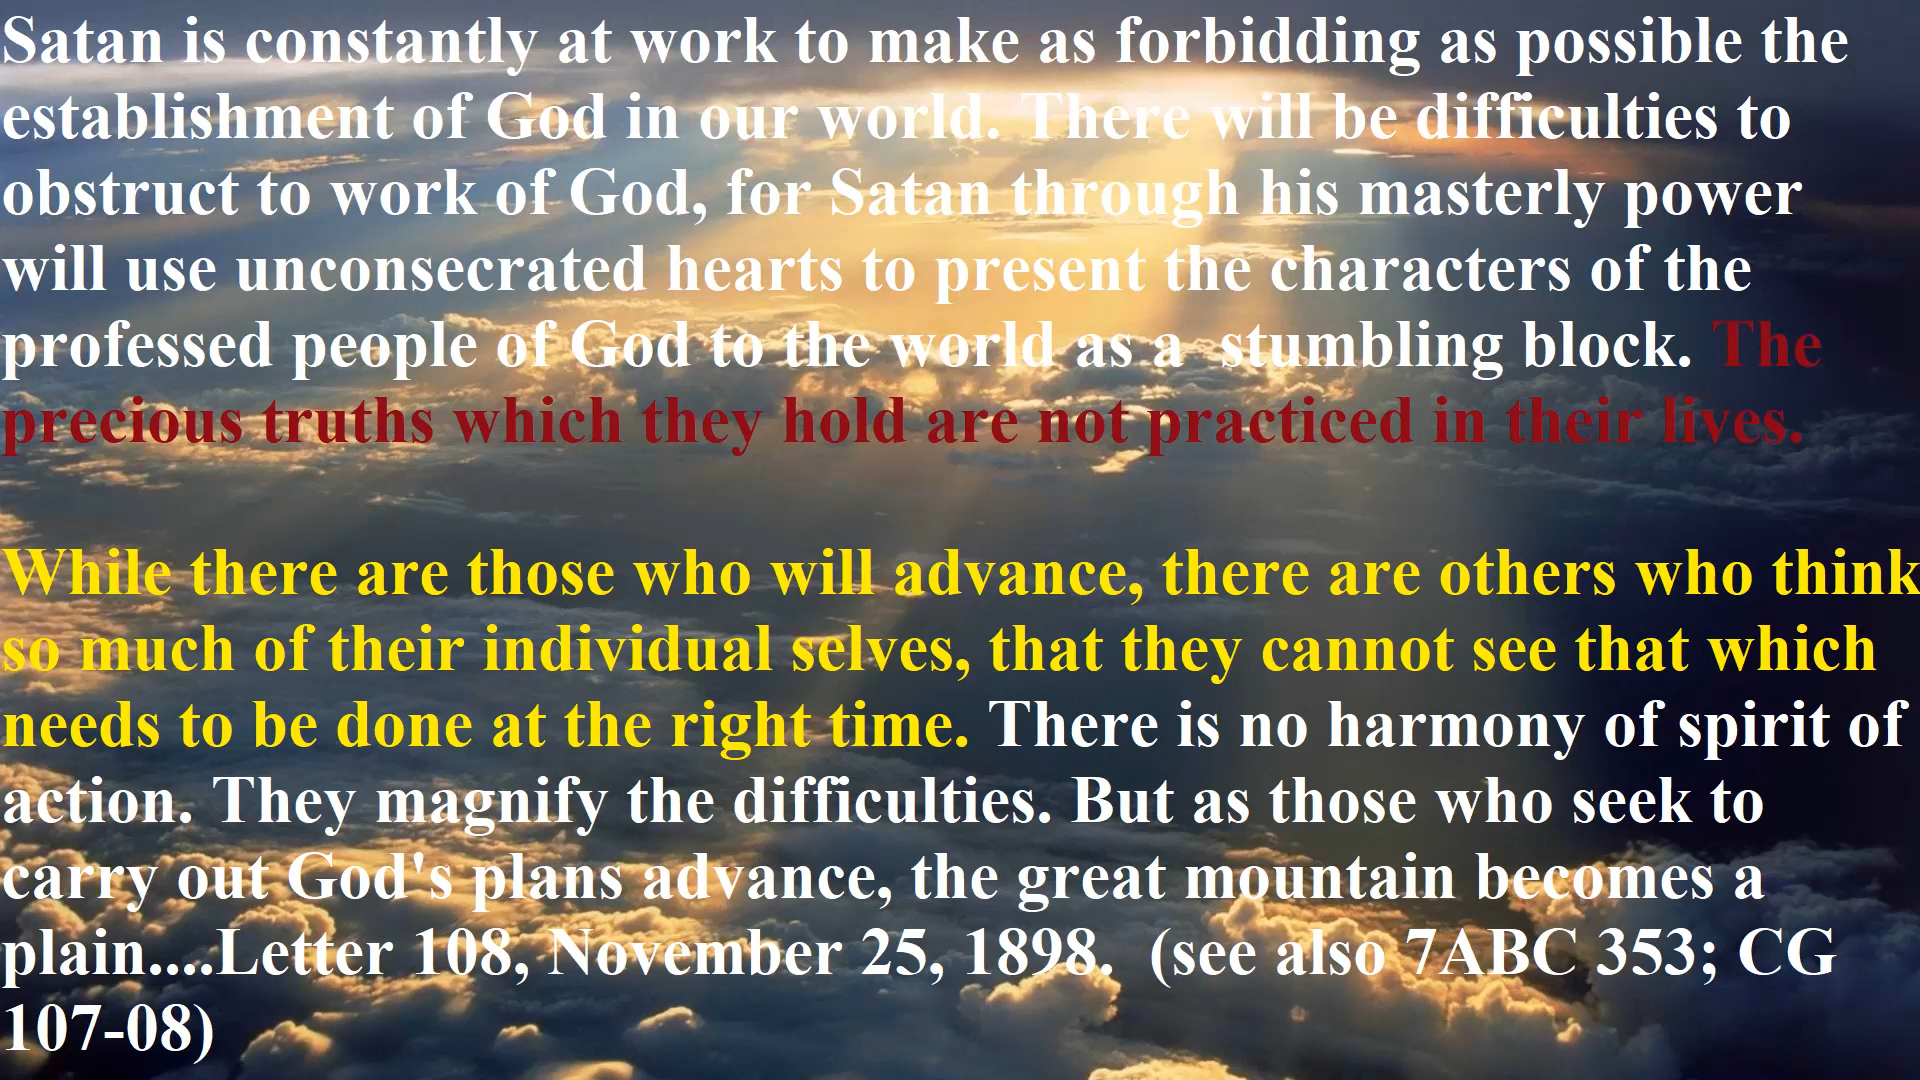 Satan is constantly at work to make as forbidding as possible the
establishment of God in our world. There will be difficulties to
obstruct to work of God, for Satan through his masterly power
will use unconsecrated hearts to present the characters of the
professed people of God to the world as a  stumbling block. The
precious truths which they hold are not practiced in their lives.
While there are those who will advance, there are others who think
so much of their individual selves, that they cannot see that which
needs to be done at the right time. There is no harmony of spirit of
action. They magnify the difficulties. But as those who seek to
carry out God's plans advance, the great mountain becomes a
plain....Letter 108, November 25, 1898.  (see also 7ABC 353; CG
107-08)